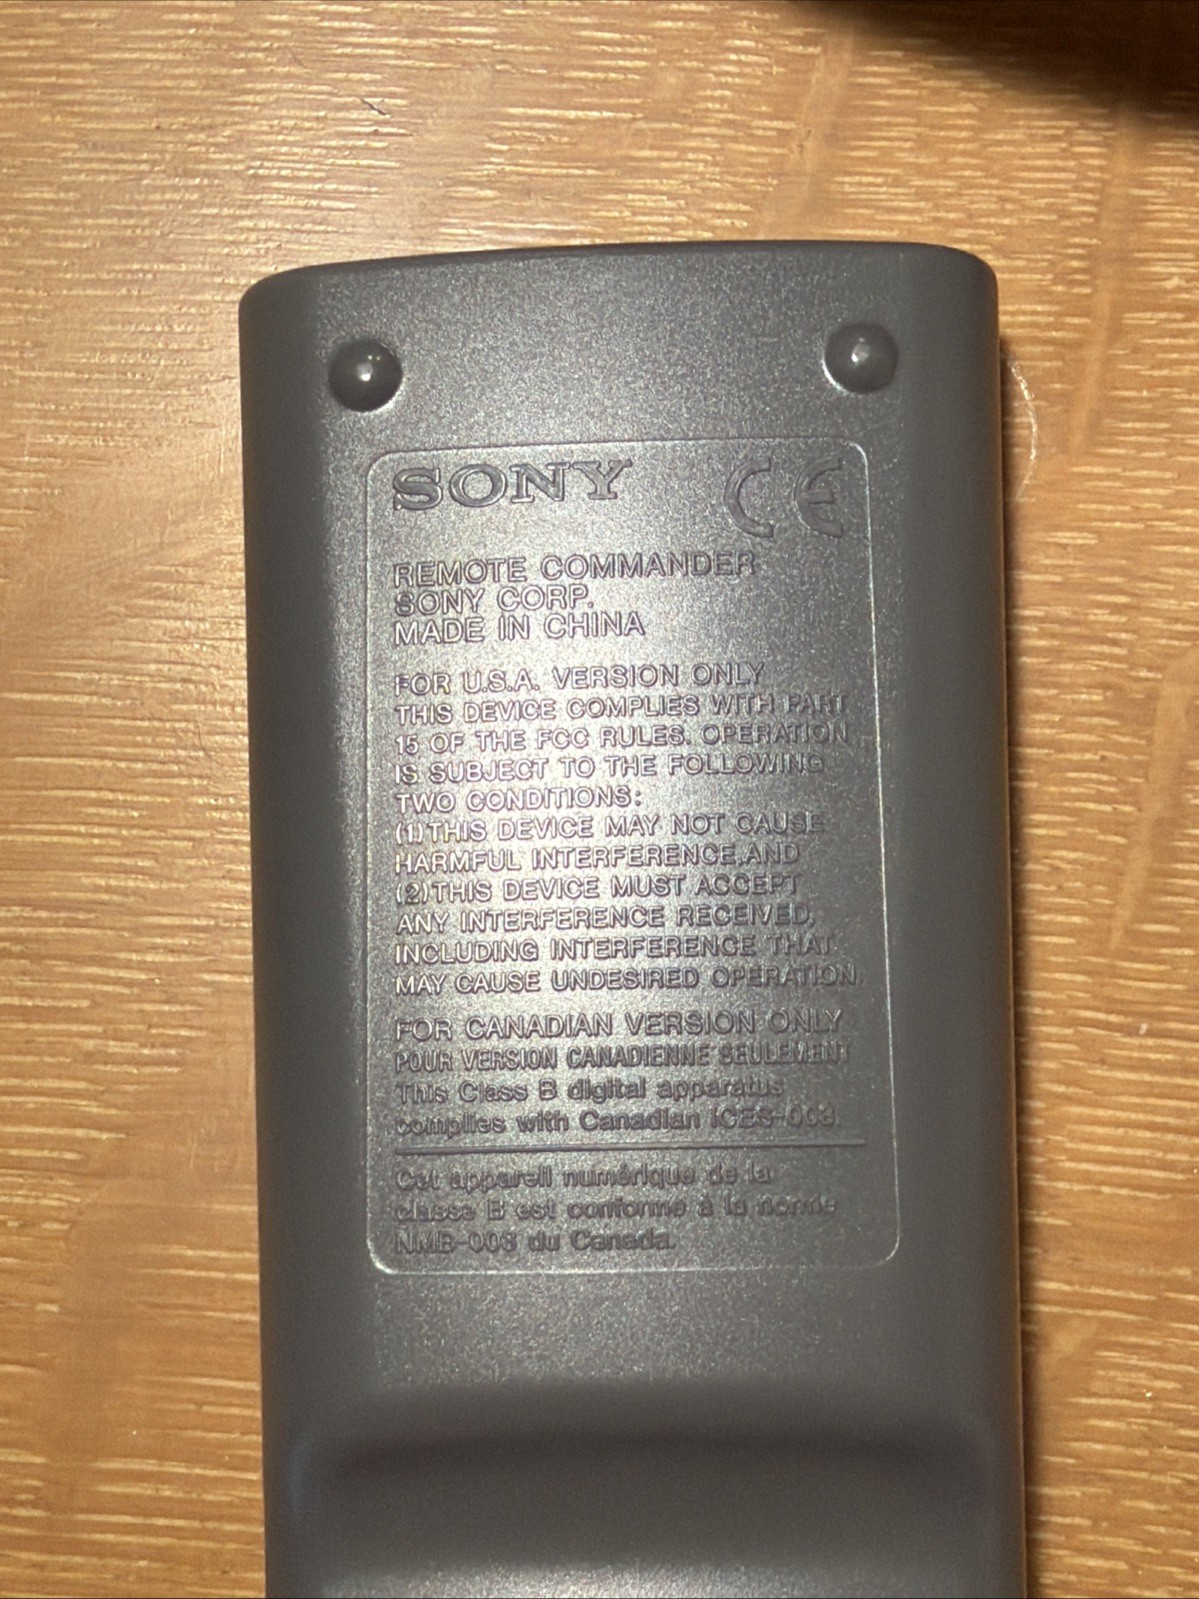 SONY CE
REMOTE COMMANDER
SONY CORP.
MADE IN CHINA
FOR U.S.A. VERSION ONLY
THIS DEVICE COMPLIES WITH PART
15 OF THE FCC RULES. OPERATION
IS SUBJECT TO THE FOLLOWING
TWO CONDITIONS:
(1)THIS DEVICE MAY NOT CAUSE
HARMFUL INTERFERENCE,AND
(2)THIS DEVICE MUST ACCEPT
ANY INTERFERENCE RECEIVED,
INCLUDING INTERFERENCE THAT
MAY CAUSE UNDESIRED OPERATION
FOR CANADIAN VERSION ONLY
POUR VERSION CANADIENNE SEULEMENT
This Class B digital apparatus
complies with Canadian ICES-003.
Cet appareil numérique de la
classe B est conforme à la norme
NMB-003 du Canada.